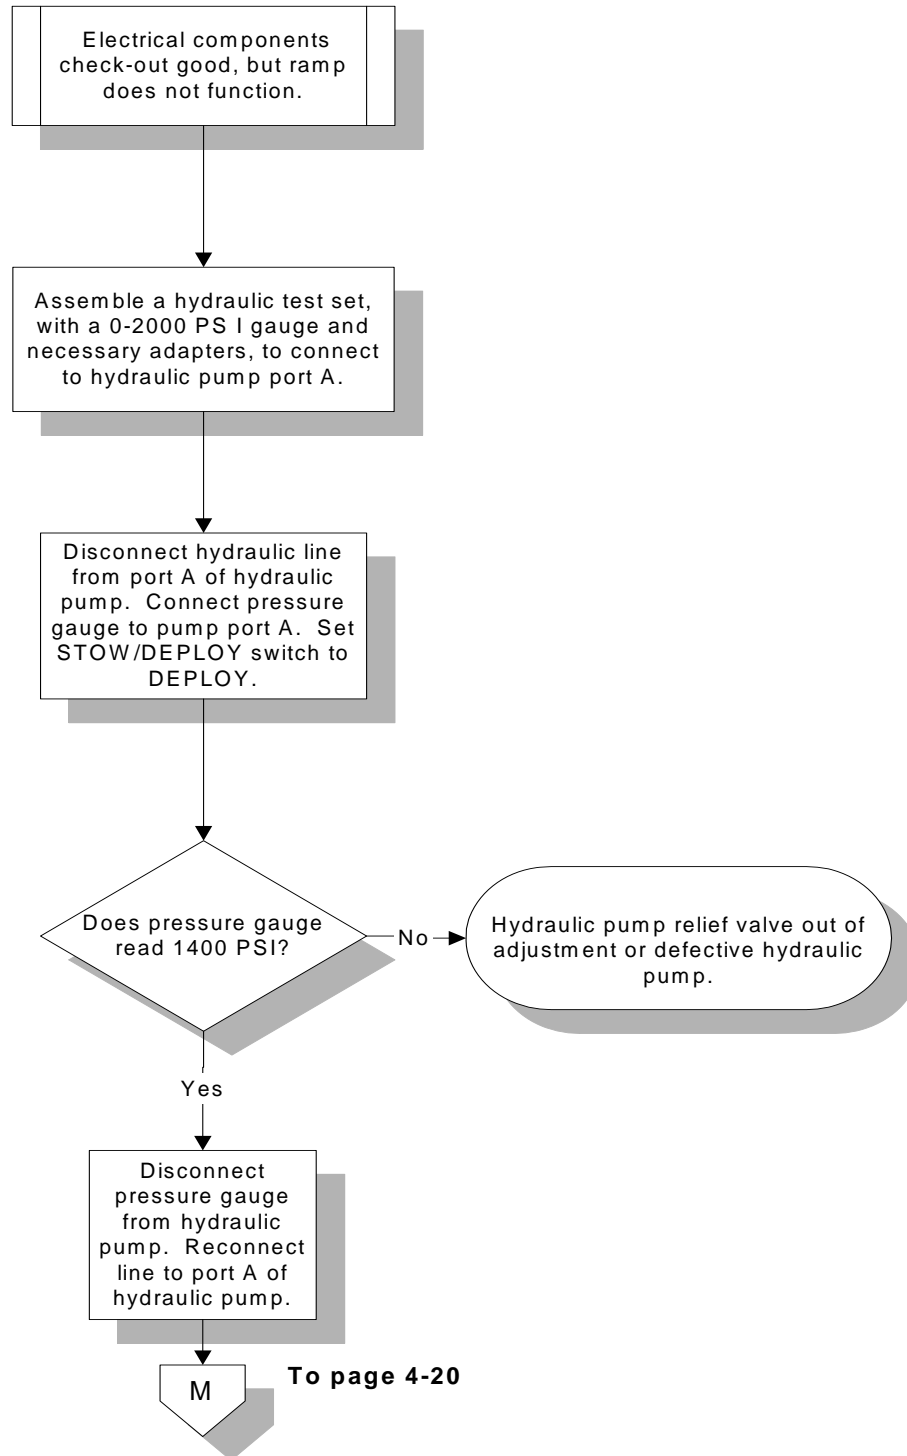 Electrical components
check-out good, but ramp
does not function.
Assemble a hydraulic test set,
with a 0-2000 PS I gauge and
necessary adapters, to connect
to hydraulic pump port A.
Disconnect hydraulic line
from port A of hydraulic
pump.  Connect pressure
gauge to pump port A.  Set
STOW/DEPLOY switch to
DEPLOY.
Does pressure gauge
read 1400 PSI?
No
Hydraulic pump relief valve out of
adjustment or defective hydraulic
pump.
Yes
Disconnect
pressure gauge
from hydraulic
pump.  Reconnect
line to port A of
hydraulic pump.
To page 4-20
M